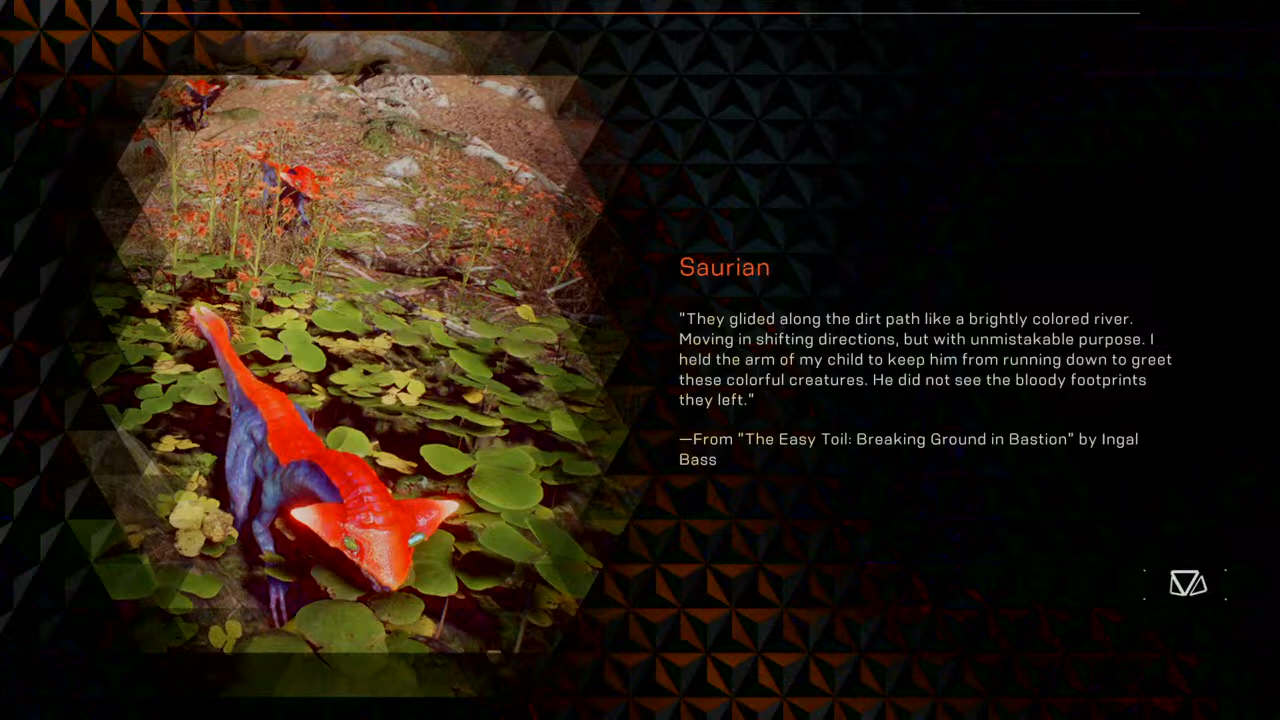 Saurian
"They glided along the dirt path like a brightly colored river.
Moving in shifting directions, but with unmistakable purpose. I
held the arm of my child to keep him from running down to greet
these colorful creatures. He did not see the bloody footprints
they left."
—From "The Easy Toil: Breaking Ground in Bastion" by Ingal
Bass